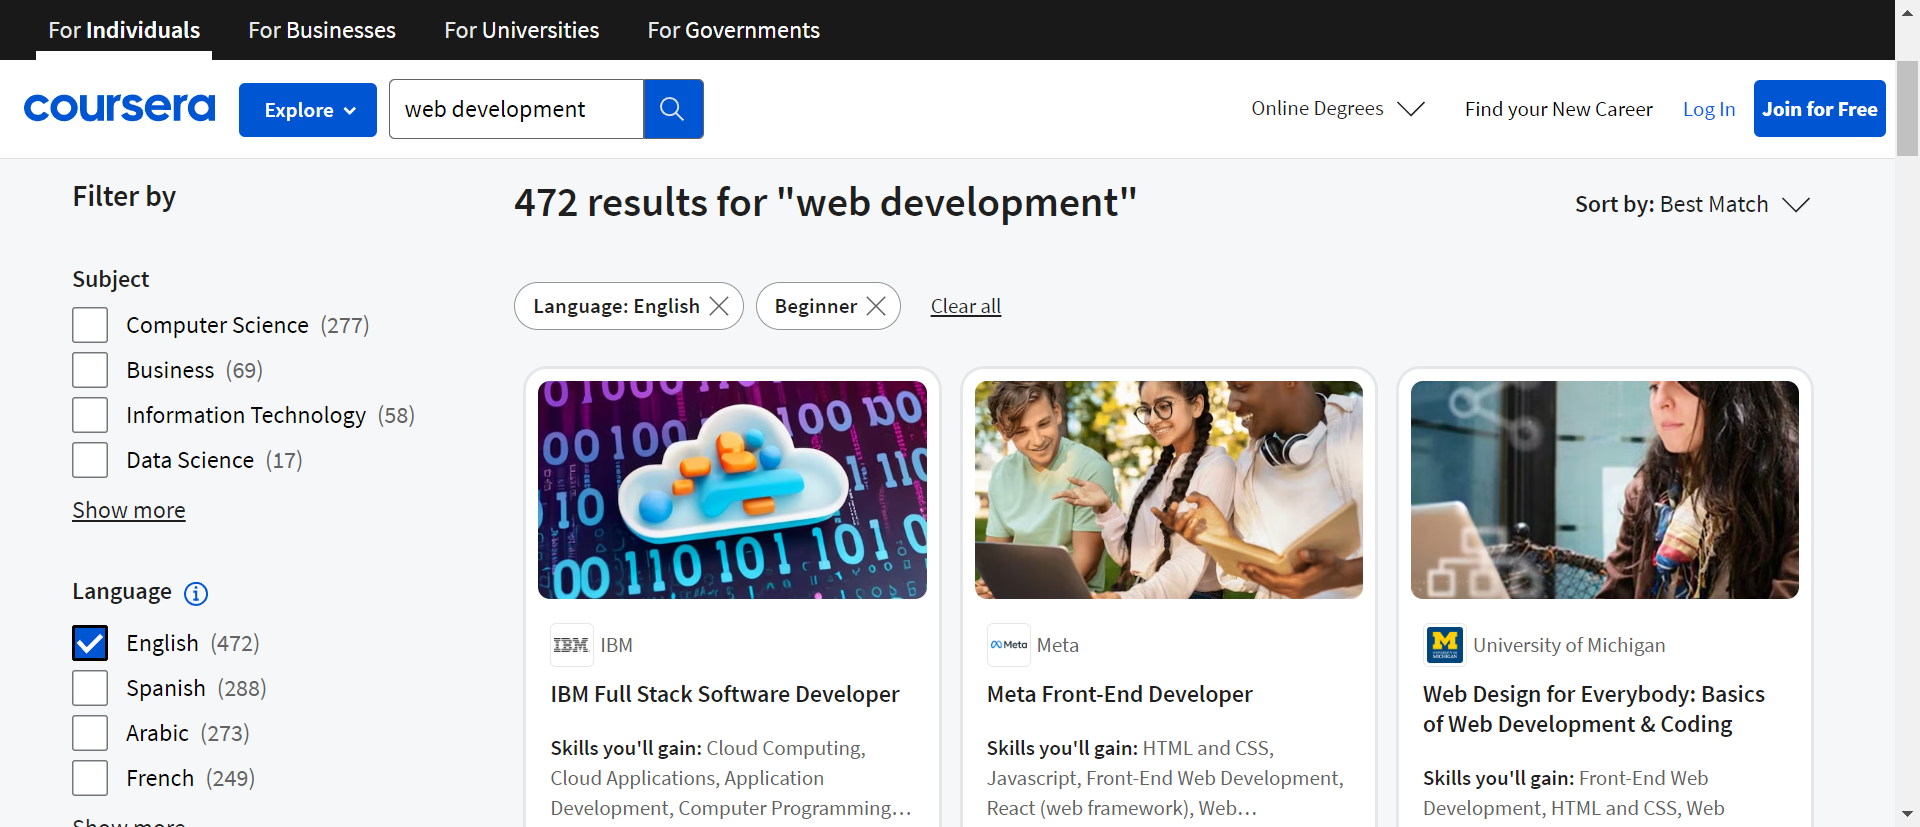 For Individuals
For Businesses
For Universities
For Governments
coursera
Explore
web development
Online Degrees
Find your New Career
Log In
Join for Free
Filter by
472 results for "web development"
Sort by: Best Match
Language: English
Beginner
Clear all
Subject
Computer Science (277)
Business (69)
Information Technology (58)
Data Science (17)
Show more
Language
English (472)
Spanish (288)
Arabic (273)
French (249)
Show more
IBM IBM
IBM Full Stack Software Developer
Skills you'll gain: Cloud Computing,
Cloud Applications, Application
Development, Computer Programming...
Meta Meta
Meta Front-End Developer
Skills you'll gain: HTML and CSS,
Javascript, Front-End Web Development,
React (web framework), Web...
University of Michigan
Web Design for Everybody: Basics
of Web Development & Coding
Skills you'll gain: Front-End Web
Development, HTML and CSS, Web